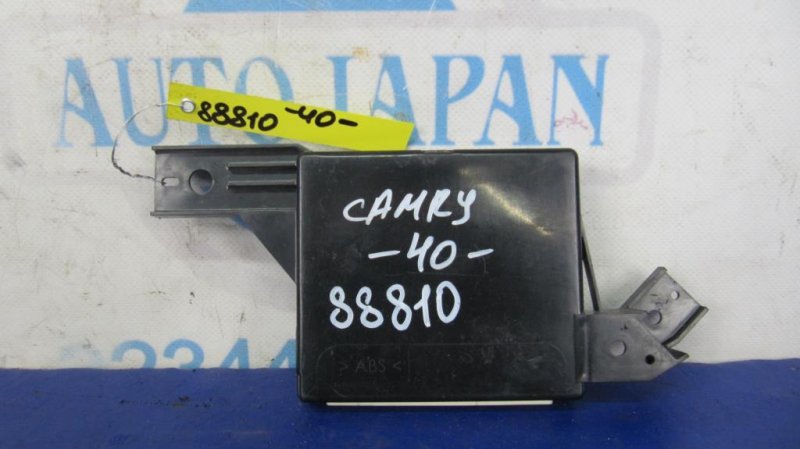 AUTO JAPAN
88810 -40-
CAMRY
-40-
88810
> ABS <